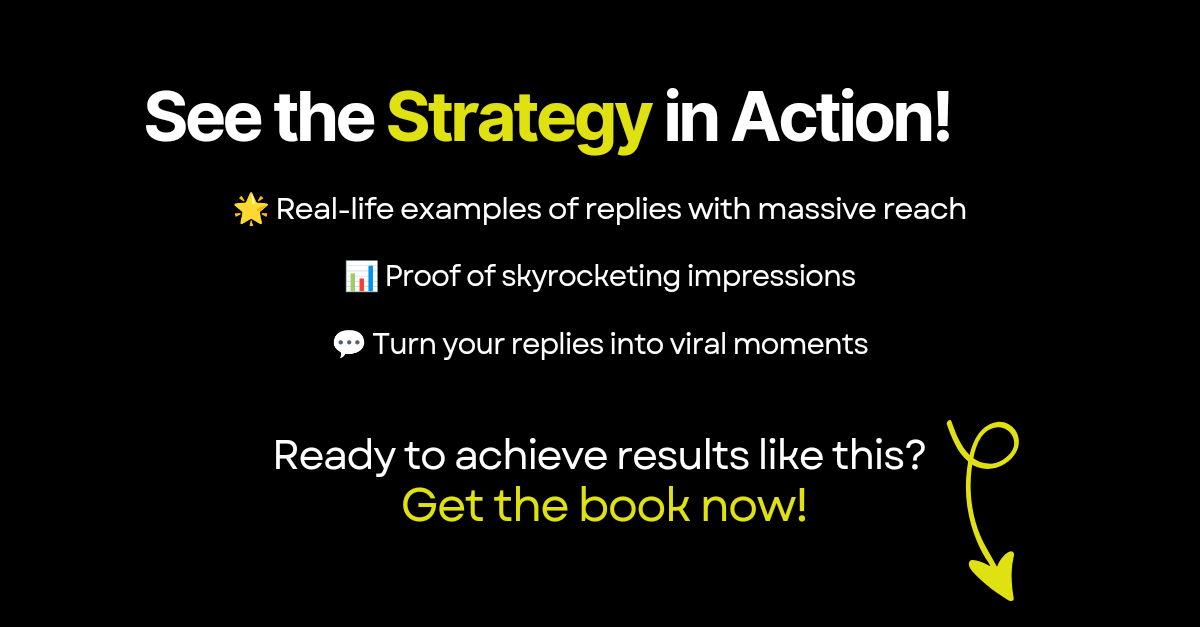 See the Strategy in Action!
🌟 Real-life examples of replies with massive reach
📊 Proof of skyrocketing impressions
💬 Turn your replies into viral moments
Ready to achieve results like this?
Get the book now!